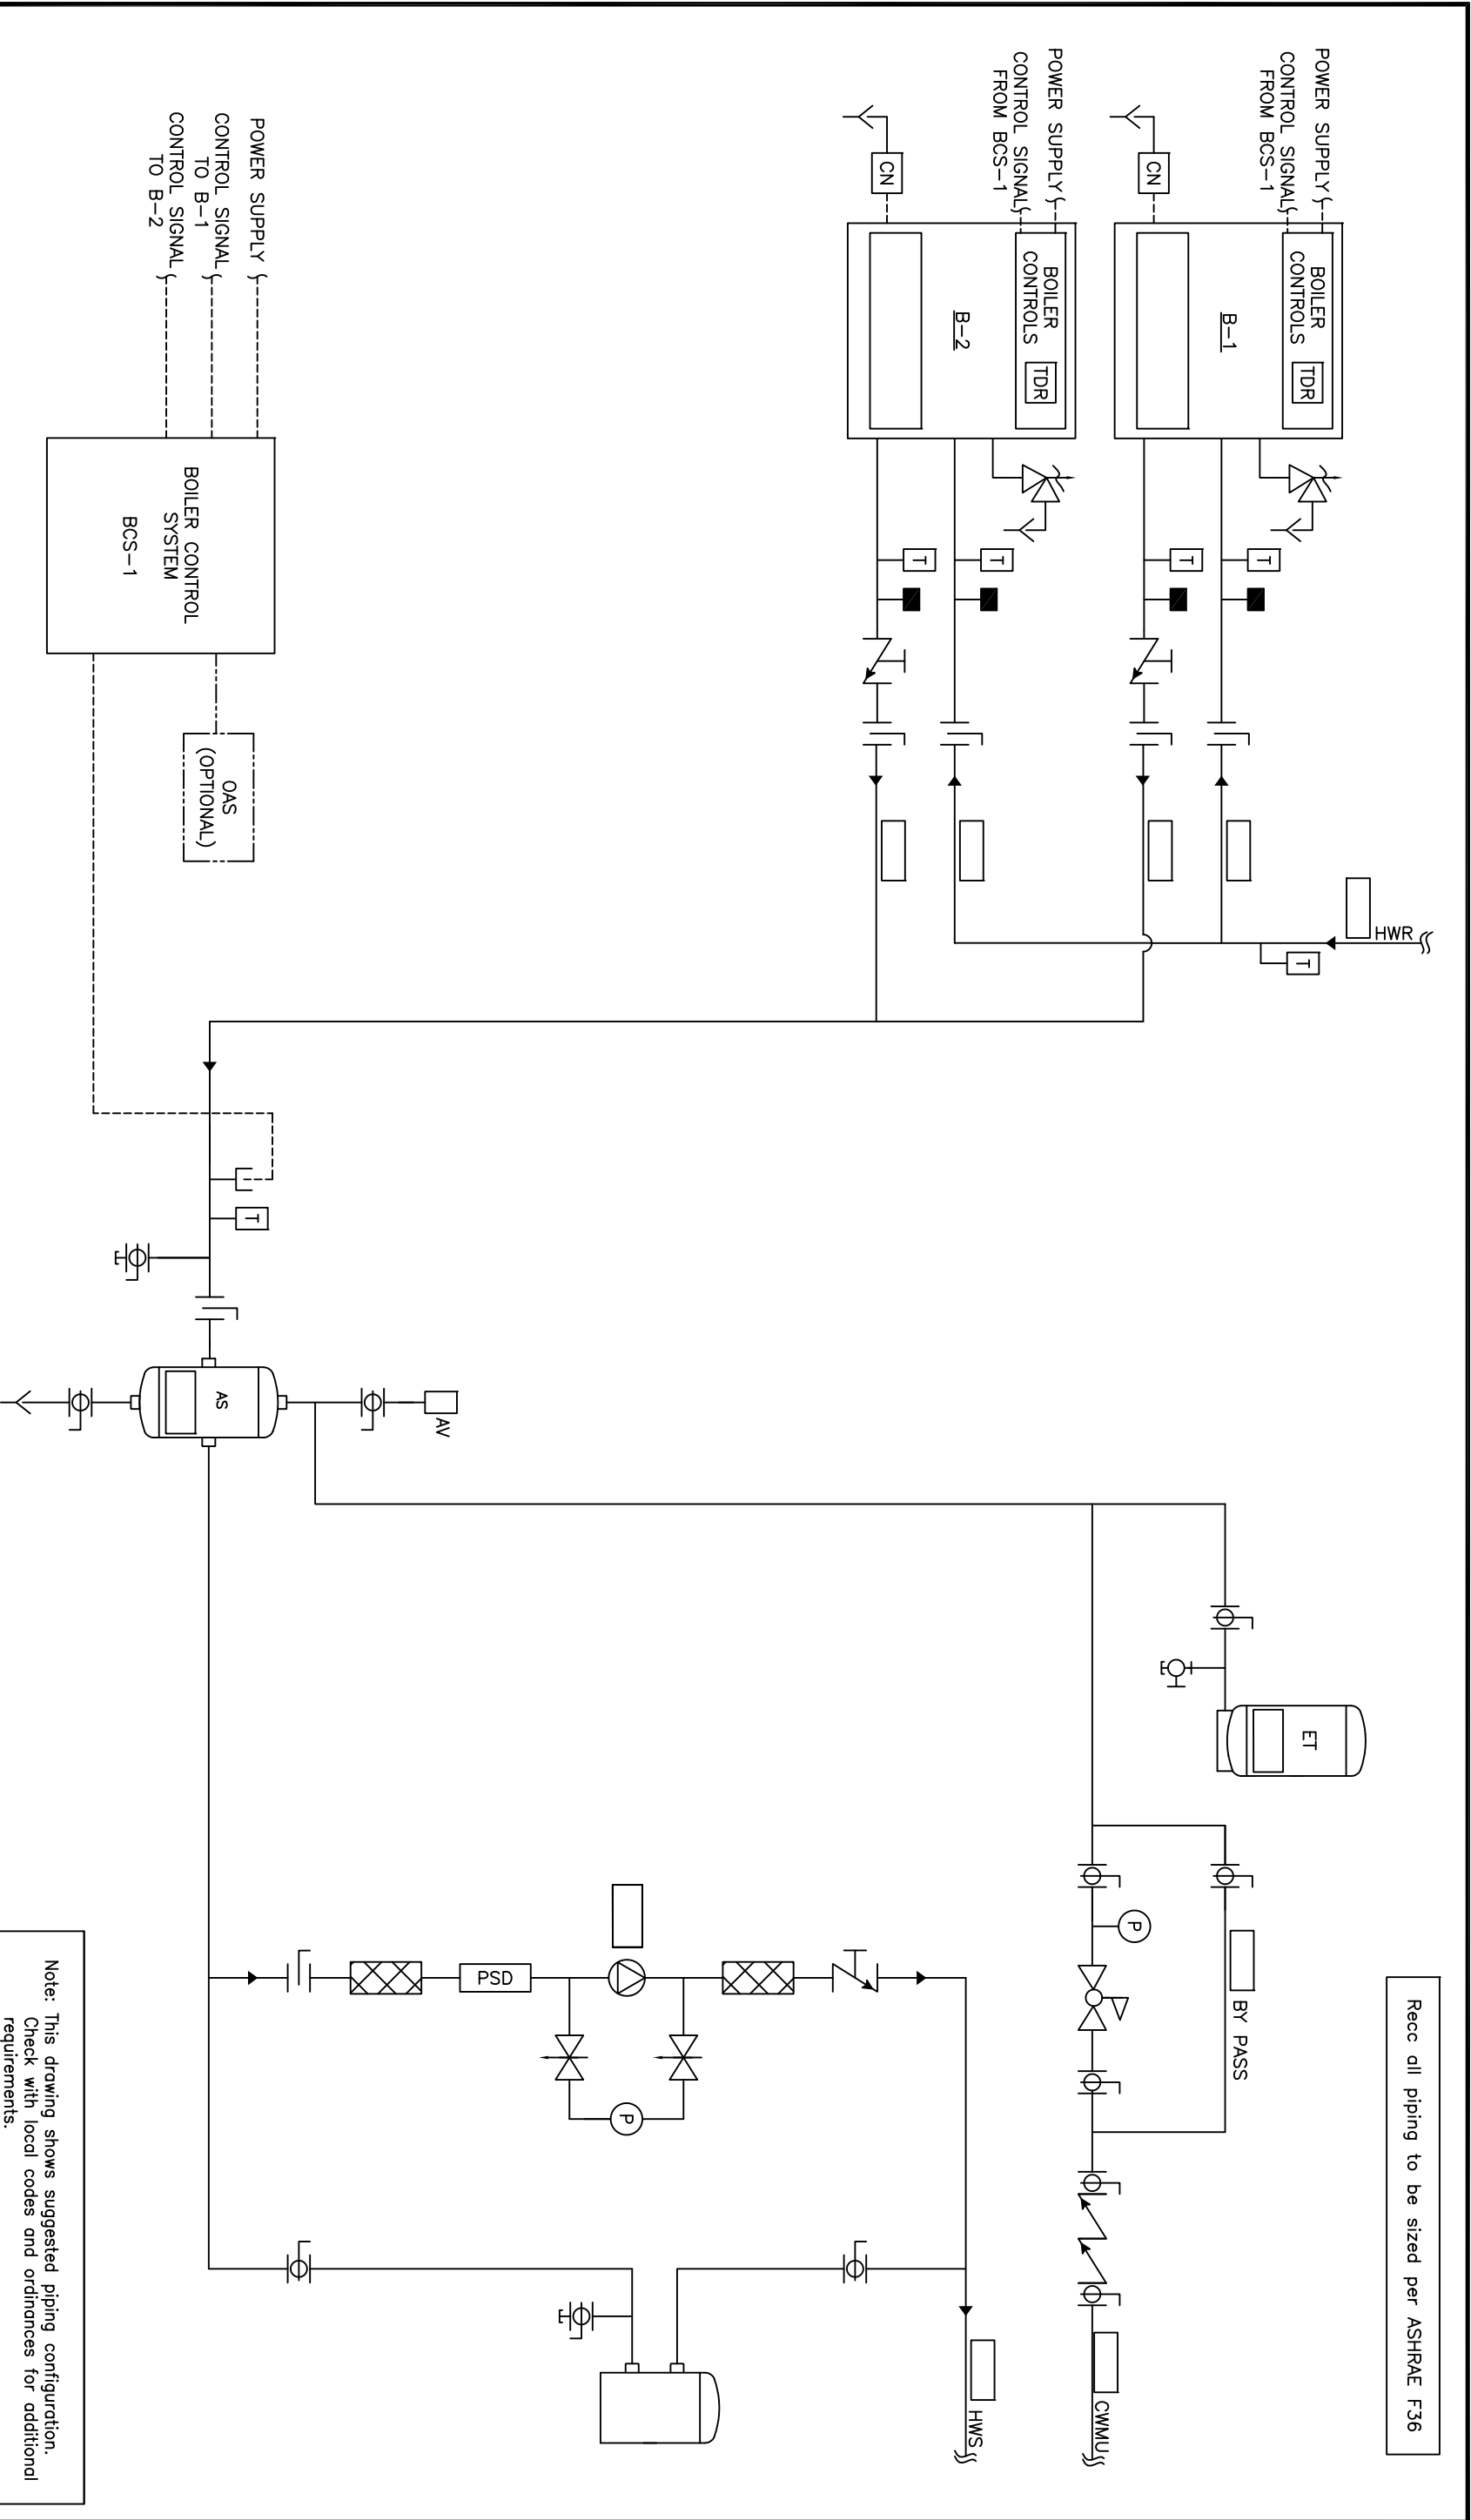 Recc all piping to be sized per ASHRAE F36
HWR
T
POWER SUPPLY
CONTROL SIGNAL
FROM BCS-1
BOILER
CONTROLS
TDR
B-1
CN
T
T
POWER SUPPLY
CONTROL SIGNAL
FROM BCS-1
BOILER
CONTROLS
TDR
B-2
CN
T
T
ET
BY PASS
P
CWMU
HWS
PSD
P
AV
AS
T
POWER SUPPLY
CONTROL SIGNAL
TO B-1
CONTROL SIGNAL
TO B-2
BOILER CONTROL
SYSTEM
BCS-1
OAS
(OPTIONAL)
Note: This drawing shows suggested piping configuration.
Check with local codes and ordinances for additional
requirements.